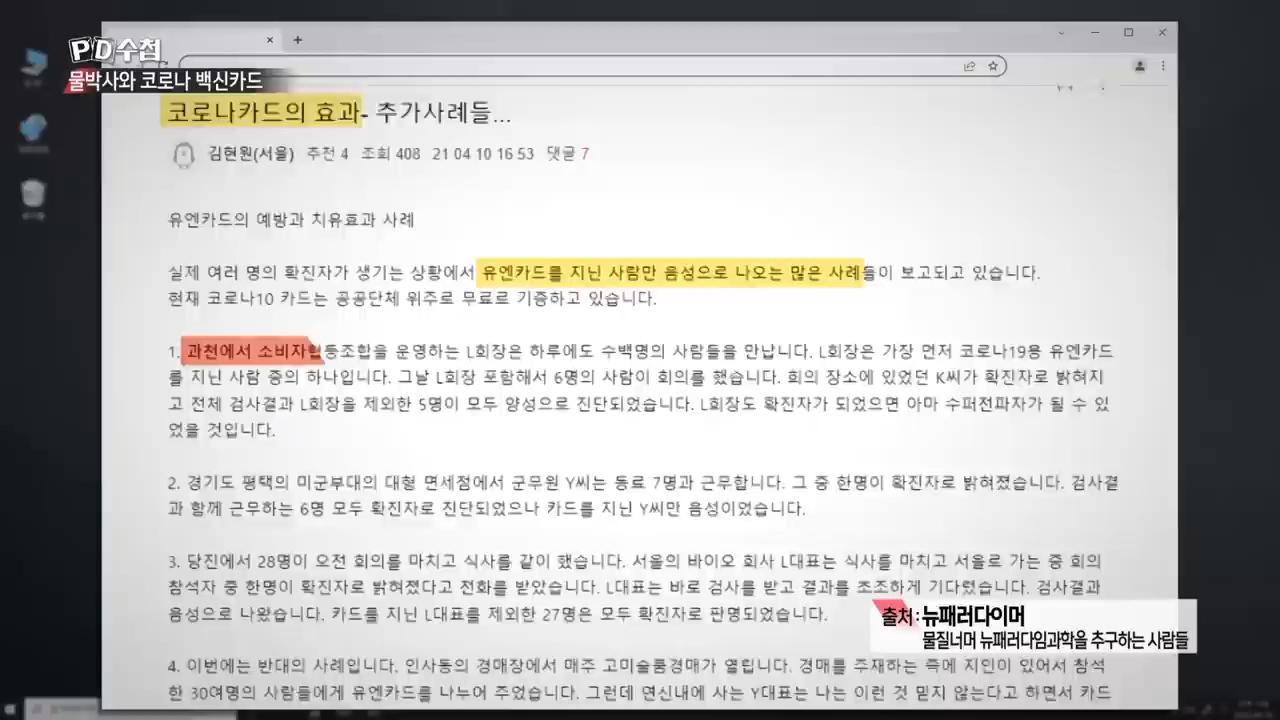 PD수첩
물박사와 코로나 백신카드
코로나카드의 효과- 추가사례들...
김현원(서울) 추천 4 조회 408 21 04 10 16 53 댓글 7
유엔카드의 예방과 치유효과 사례
실제 여러 명의 확진자가 생기는 상황에서 유엔카드를 지닌 사람만 음성으로 나오는 많은 사례들이 보고되고 있습니다.
현재 코로나10 카드는 공공단체 위주로 무료로 기증하고 있습니다.
1. 과천에서 소비자협동조합을 운영하는 L회장은 하루에도 수백명의 사람들을 만납니다. L회장은 가장 먼저 코로나19용 유엔카드
를 지닌 사람 중의 하나입니다. 그날 L회장 포함해서 6명의 사람이 회의를 했습니다. 회의 장소에 있었던 K씨가 확진자로 밝혀지
고 전체 검사결과 L회장을 제외한 5명이 모두 양성으로 진단되었습니다. L회장도 확진자가 되었으면 아마 수퍼전파자가 될 수 있
었을 것입니다.
2. 경기도 평택의 미군부대의 대형 면세점에서 군무원 Y씨는 동료 7명과 근무합니다. 그 중 한명이 확진자로 밝혀졌습니다. 검사결
과 함께 근무하는 6명 모두 확진자로 진단되었으나 카드를 지닌 Y씨만 음성이었습니다.
3. 당진에서 28명이 오전 회의를 마치고 식사를 같이 했습니다. 서울의 바이오 회사 L대표는 식사를 마치고 서울로 가는 중 회의
참석자 중 한명이 확진자로 밝혀졌다고 전화를 받았습니다. L대표는 바로 검사를 받고 결과를 초조하게 기다렸습니다. 검사결과
음성으로 나왔습니다. 카드를 지닌 L대표를 제외한 27명은 모두 확진자로 판명되었습니다.
출처 : 뉴패러다이머
물질너머 뉴패러다임과학을 추구하는 사람들
4. 이번에는 반대의 사례입니다. 인사동의 경매장에서 매주 고미술품경매가 열립니다. 경매를 주재하는 측에 지인이 있어서 참석
한 30여명의 사람들에게 유엔카드를 나누어 주었습니다. 그런데 연신내에 사는 Y대표는 나는 이런 것 믿지 않는다고 하면서 카드